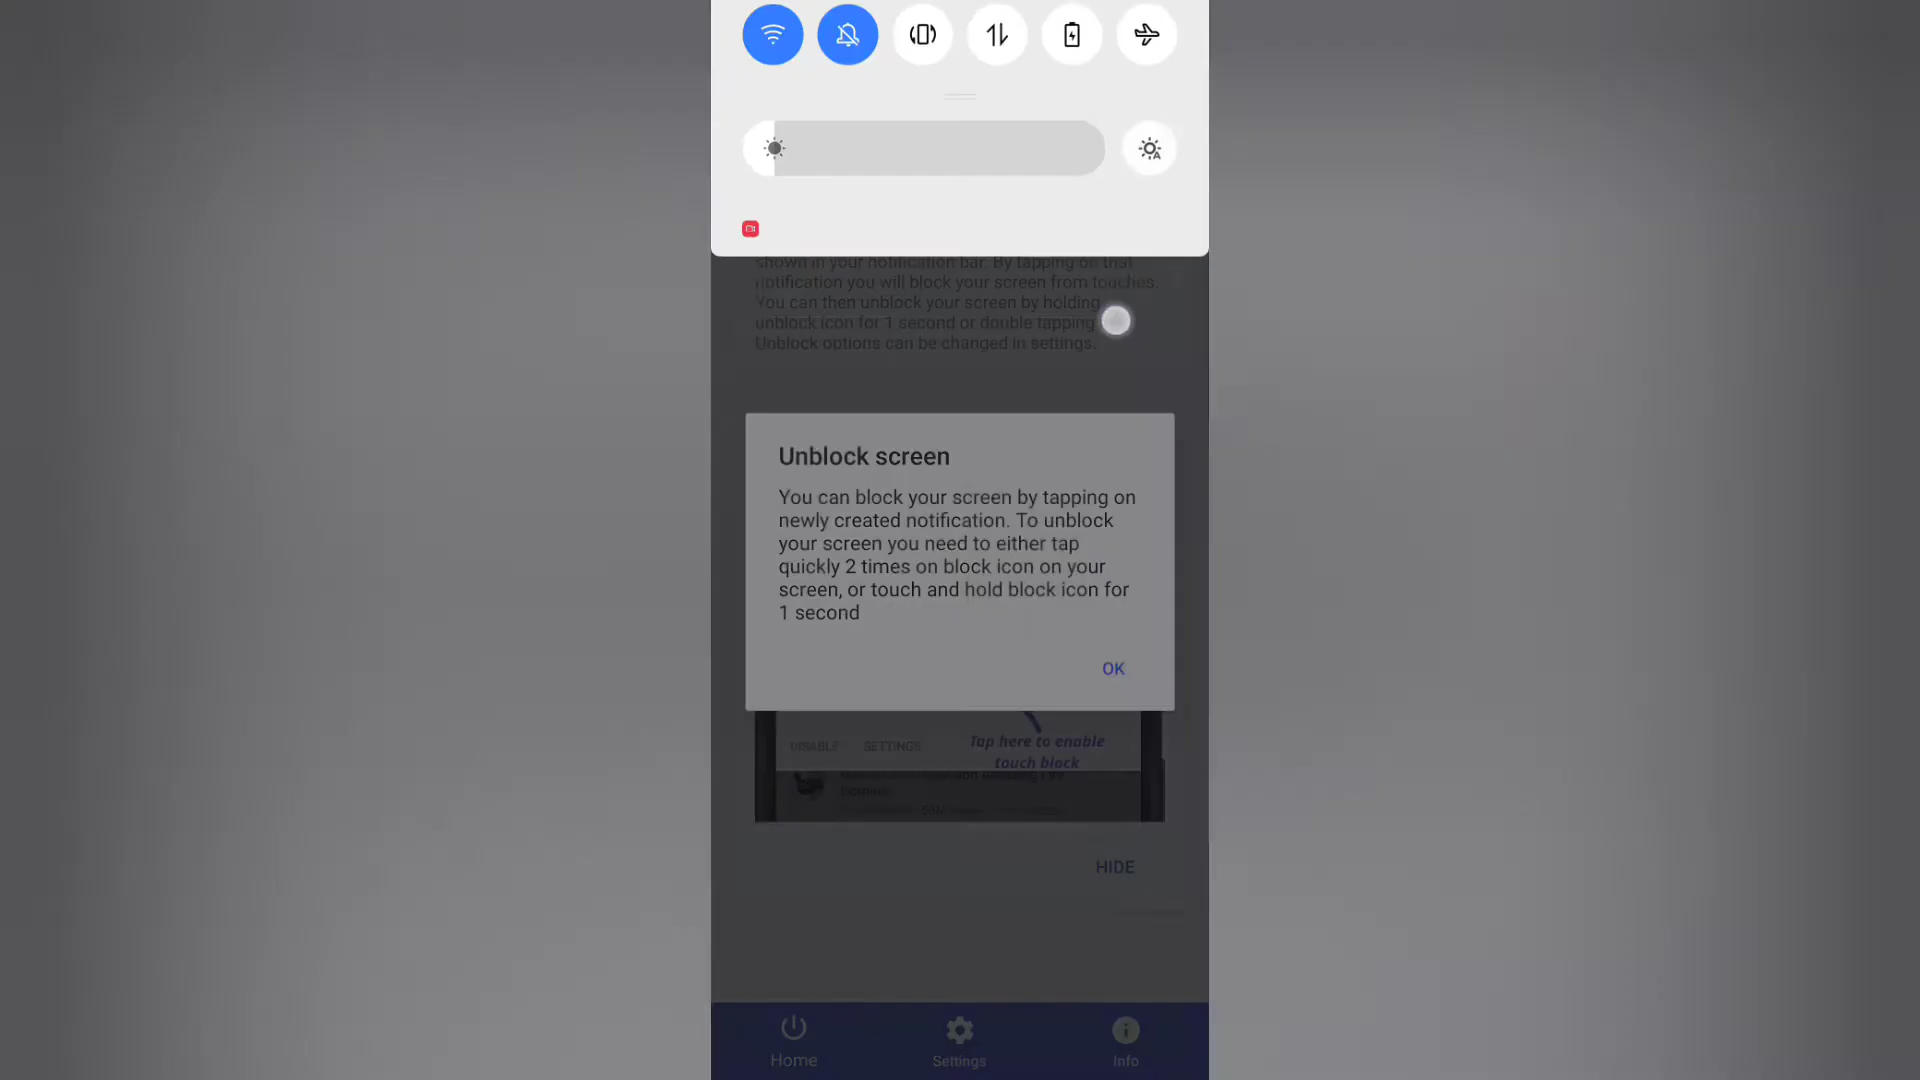 shown in your notification bar. By tapping on that
notification you will block your screen from touches.
You can then unblock your screen by holding
unblock icon for 1 second or double tapping
Unblock options can be changed in settings.
Unblock screen
You can block your screen by tapping on
newly created notification. To unblock
your screen you need to either tap
quickly 2 times on block icon on your
screen, or touch and hold block icon for
1 second
OK
DISABLE SETTINGS
Tap here to enable
touch block
HIDE
Home Settings Info